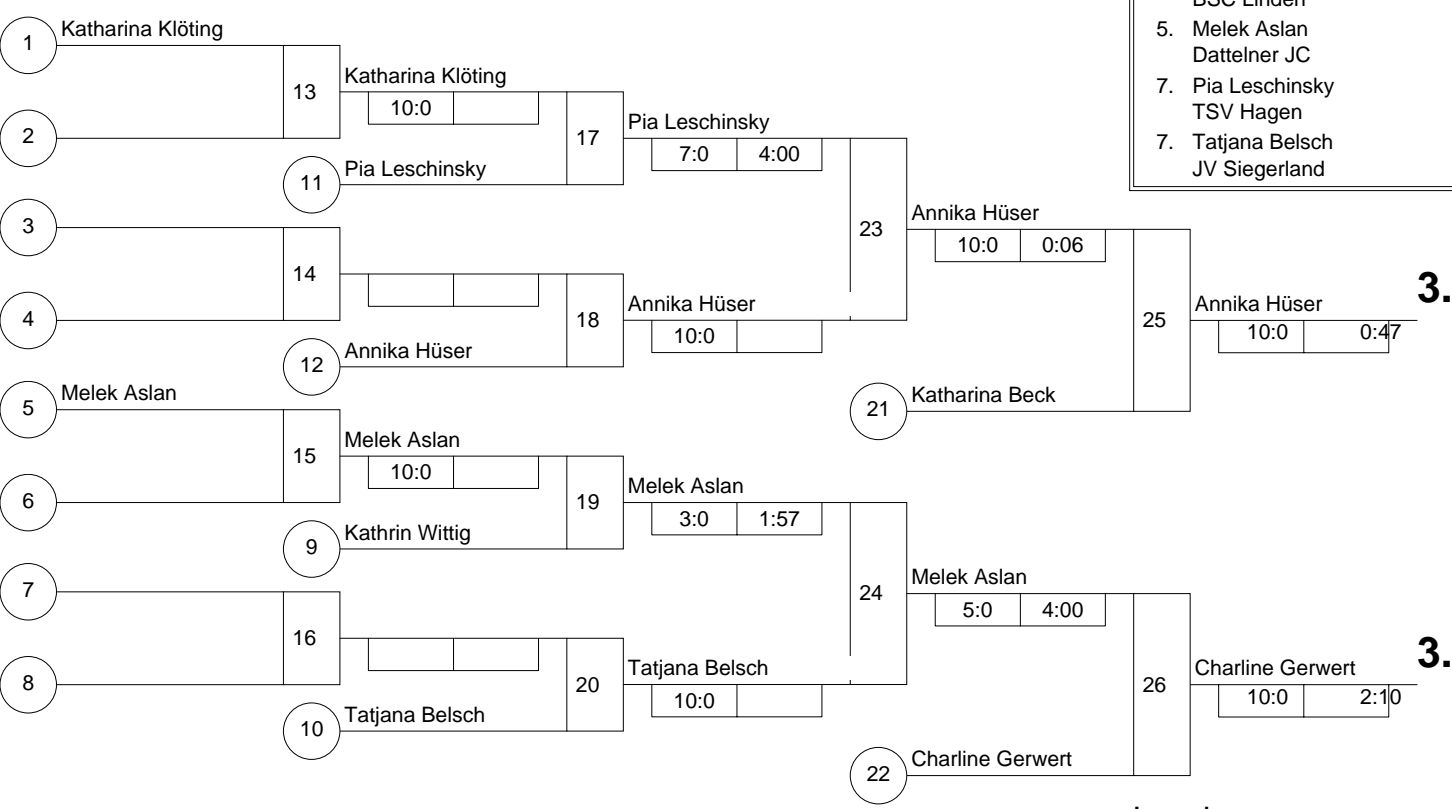 BSC Linden
5. Melek Aslan
Dattelner JC
7. Pia Leschinsky
TSV Hagen
7. Tatjana Belsch
JV Siegerland
1 Katharina Klöting
13
Katharina Klöting
10:0
2
17
Pia Leschinsky
7:0 4:00
11 Pia Leschinsky
3
23
Annika Hüser
10:0 0:06
14
4
18
Annika Hüser
10:0
12 Annika Hüser
25
Annika Hüser
3.
10:0 0:47
5 Melek Aslan
21 Katharina Beck
15
Melek Aslan
10:0
6
19
Melek Aslan
3:0 1:57
9 Kathrin Wittig
7
24
Melek Aslan
5:0 4:00
16
8
20
Tatjana Belsch
10:0
10 Tatjana Belsch
26
Charline Gerwert
3.
10:0 2:10
22 Charline Gerwert